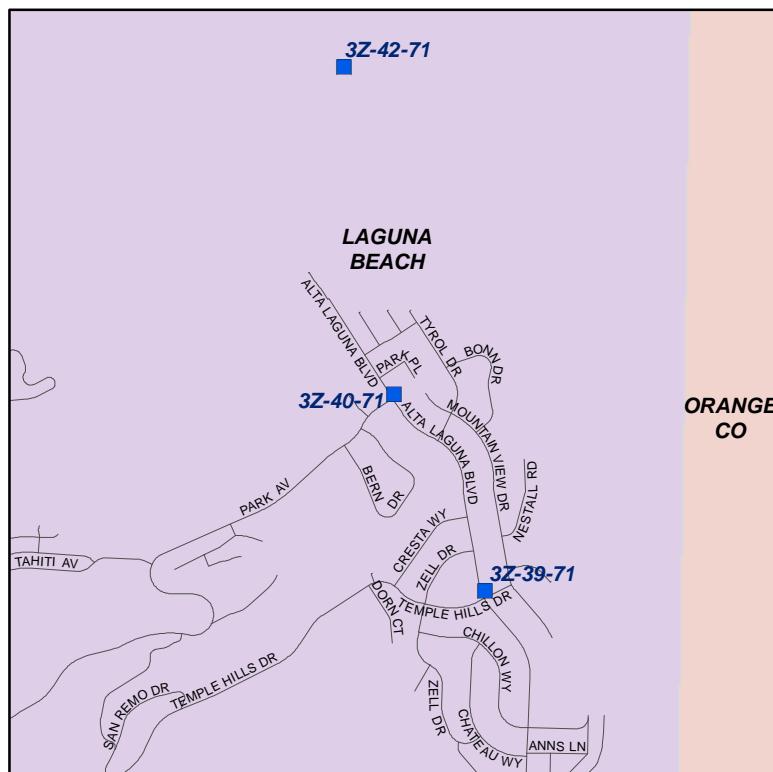 3Z-42-71
LAGUNA
BEACH
ALTA LAGUNA BLVD
TYROL DR
PARK PL
BONN DR
3Z-40-71
ALTA LAGUNA BLVD
MOUNTAIN VIEW DR
ORANGE
CO
BERN DR
PARK AV
NESTALL RD
CRESTA WY
ZELL DR
TAHITI AV
3Z-39-71
DORN CT
TEMPLE HILLS DR
CHILLON WY
TEMPLE HILLS DR
SAN REMO DR
ZELL DR
CHATEAU WY
ANNS LN